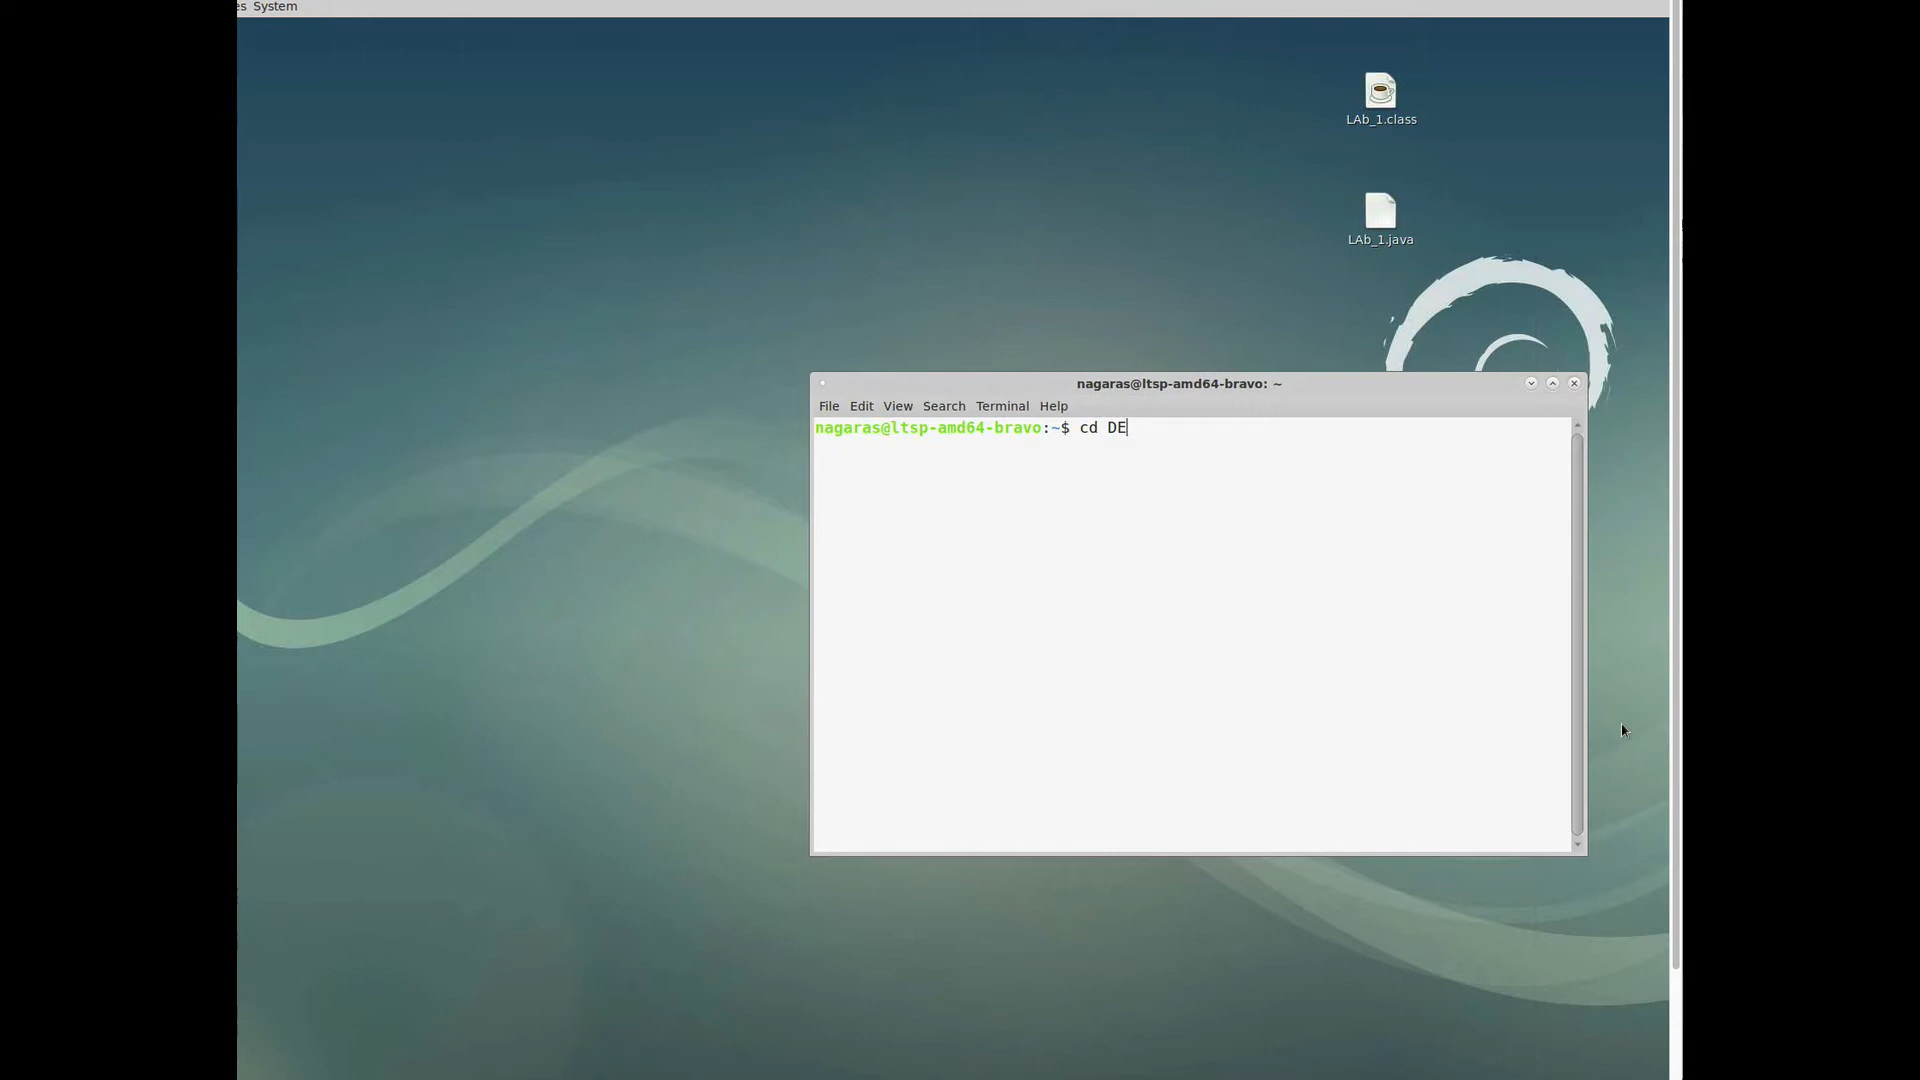 es System
LAb_1.class
LAb_1.java
nagaras@ltsp-amd64-bravo: ~
File Edit View Search Terminal Help
nagaras@ltsp-amd64-bravo:~$ cd DE